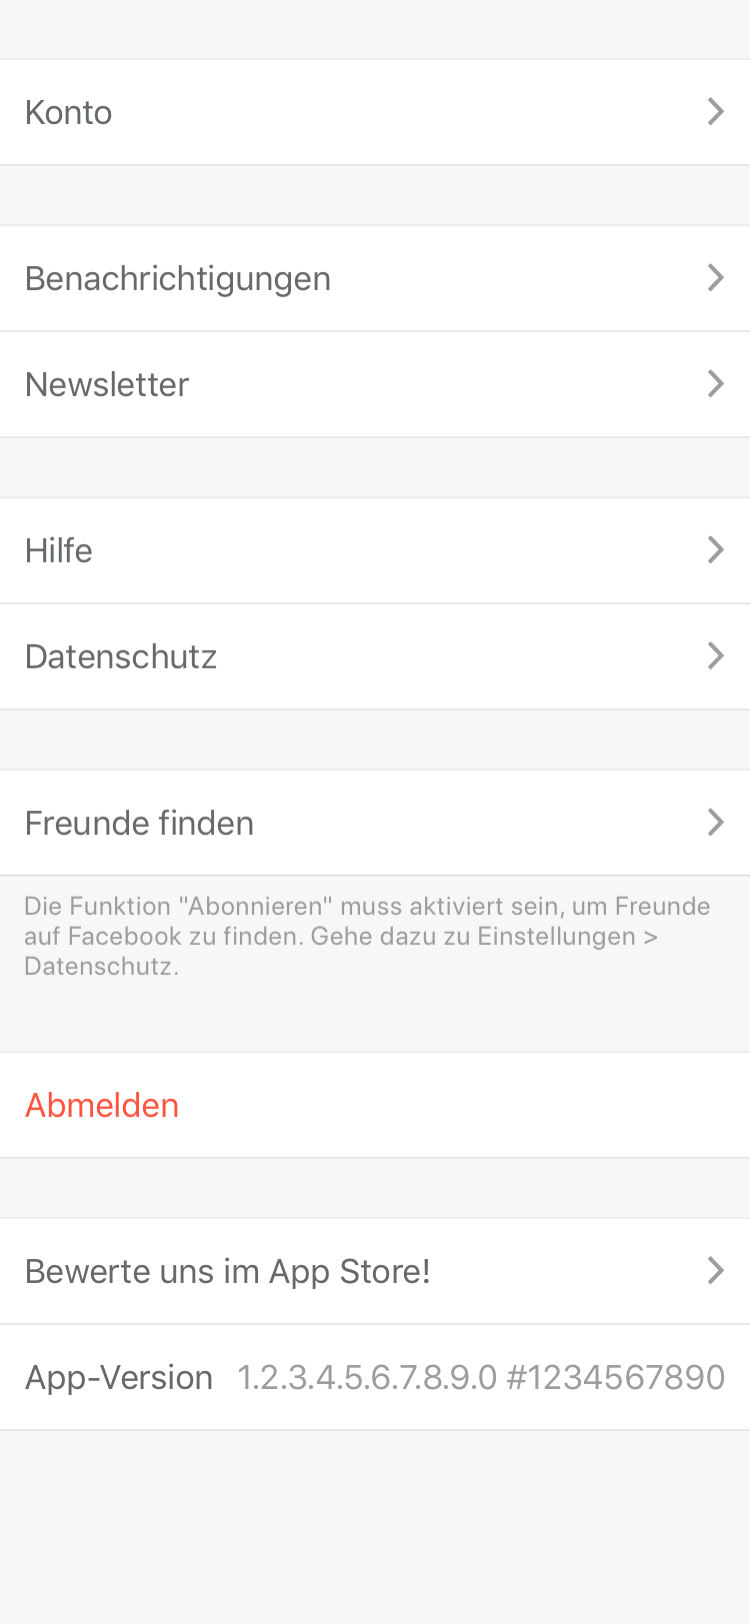 Konto
Benachrichtigungen
Newsletter
Hilfe
Datenschutz
Freunde finden
Die Funktion "Abonnieren" muss aktiviert sein, um Freunde
auf Facebook zu finden. Gehe dazu zu Einstellungen >
Datenschutz.
Abmelden
Bewerte uns im App Store!
App-Version 1.2.3.4.5.6.7.8.9.0 #1234567890